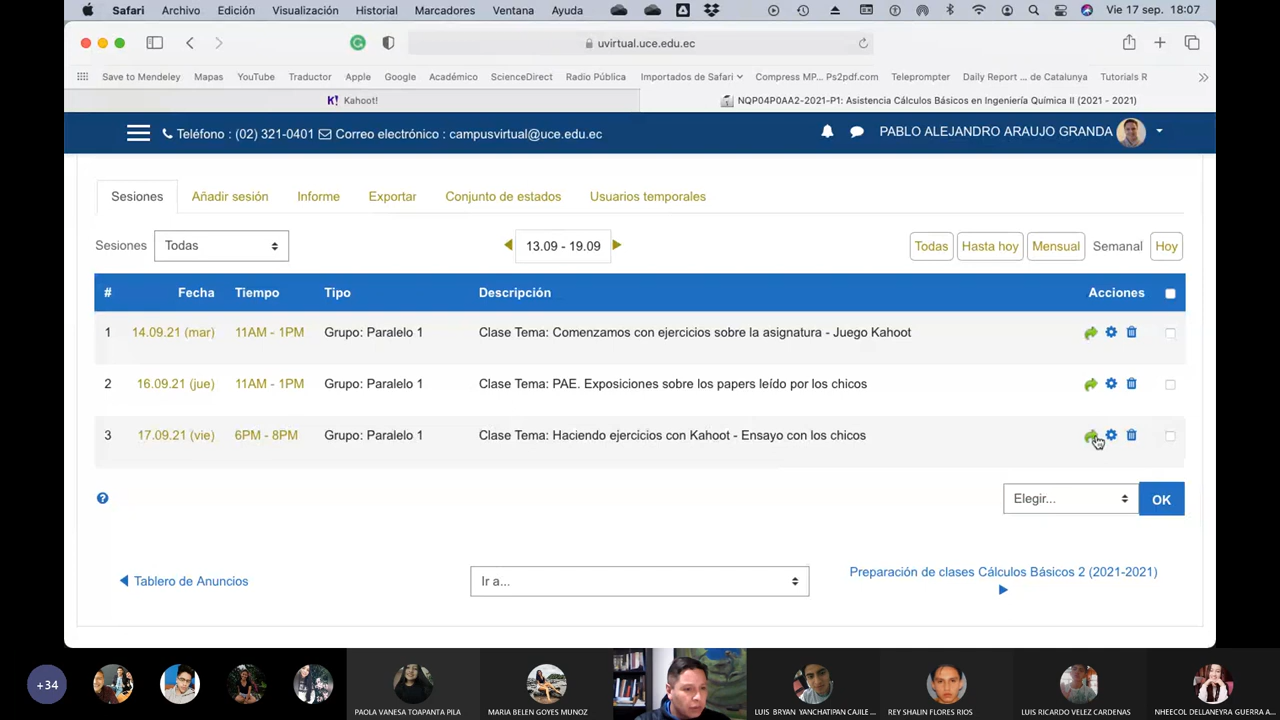 Safari Archivo Edición Visualización Historial Marcadores Ventana Ayuda Vie 17 sep. 18:07
uvirtual.uce.edu.ec
Save to Mendeley Mapas YouTube Traductor Apple Google Académico ScienceDirect Radio Pública Importados de Safari Compress MP... Ps2pdf.com Teleprompter Daily Report ... de Catalunya Tutorials R
K! Kahoot! NQP04P0AA2-2021-P1: Asistencia Cálculos Básicos en Ingeniería Química II (2021 - 2021)
Teléfono : (02) 321-0401 Correo electrónico : campusvirtual@uce.edu.ec PABLO ALEJANDRO ARAUJO GRANDA
Sesiones Añadir sesión Informe Exportar Conjunto de estados Usuarios temporales
Sesiones Todas 13.09 - 19.09 Todas Hasta hoy Mensual Semanal Hoy
# Fecha Tiempo Tipo Descripción Acciones
1 14.09.21 (mar) 11AM - 1PM Grupo: Paralelo 1 Clase Tema: Comenzamos con ejercicios sobre la asignatura - Juego Kahoot
2 16.09.21 (jue) 11AM - 1PM Grupo: Paralelo 1 Clase Tema: PAE. Exposiciones sobre los papers leído por los chicos
3 17.09.21 (vie) 6PM - 8PM Grupo: Paralelo 1 Clase Tema: Haciendo ejercicios con Kahoot - Ensayo con los chicos
Elegir... OK
Tablero de Anuncios Ir a... Preparación de clases Cálculos Básicos 2 (2021-2021)
+34
PAOLA VANESA TOAPANTA PILA MARIA BELEN GOYES MUNOZ LUIS BRYAN YANCHATIPAN CAJILE ... REY SHALIN FLORES RIOS LUIS RICARDO VELEZ CARDENAS NHEECOL DELLANEYRA GUERRA A...